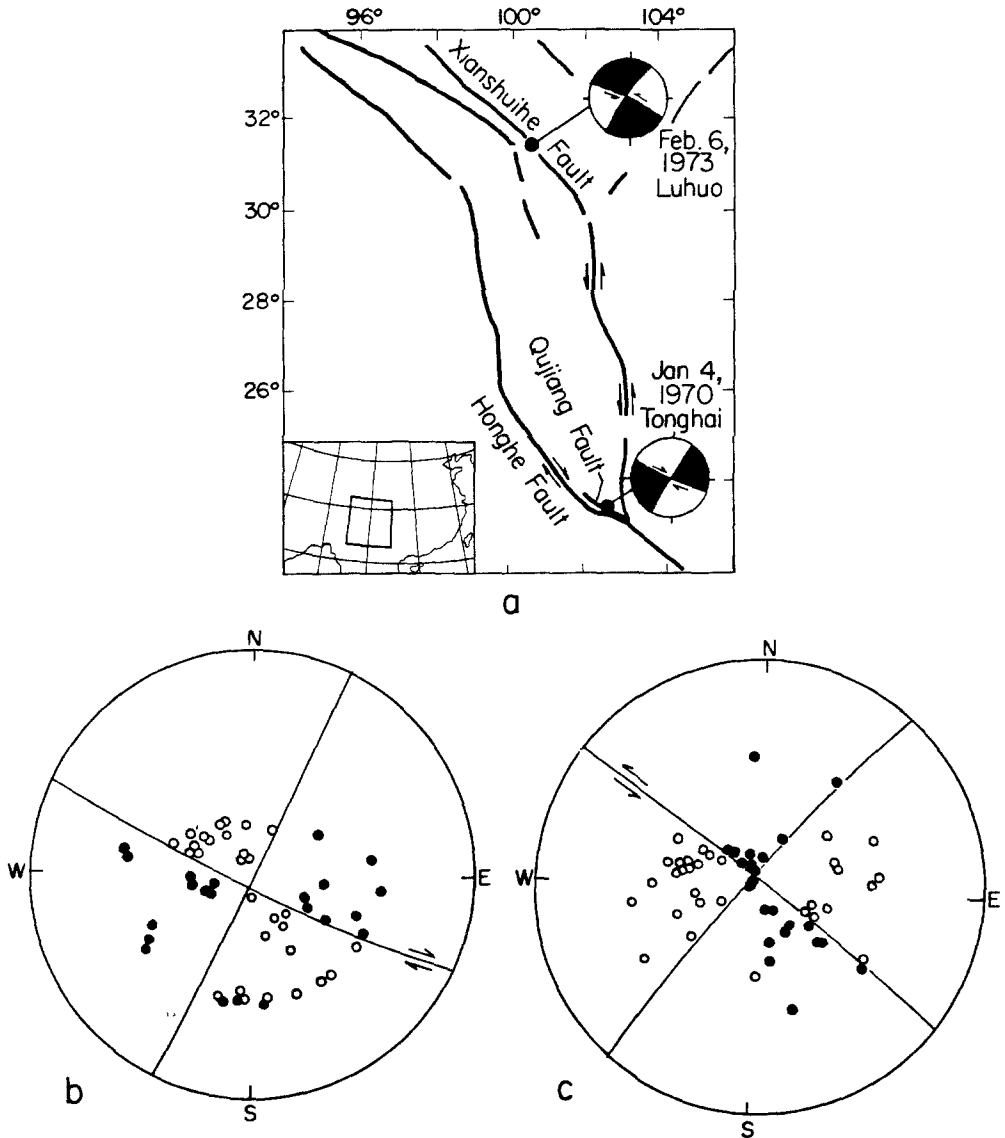 96° 100° 104°
32°
30°
28°
26°
Xianshuihe
Fault
Feb. 6,
1973
Luhuo
Qujiang Fault
Honghe Fault
Jan 4,
1970
Tonghai
a
N
W
E
S
b
N
W
E
S
c